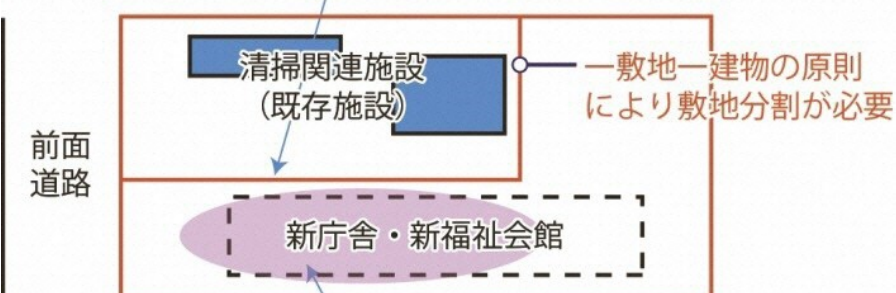 清掃関連施設
（既存施設）
一敷地一建物の原則
により敷地分割が必要
前面
道路
新庁舎・新福祉会館